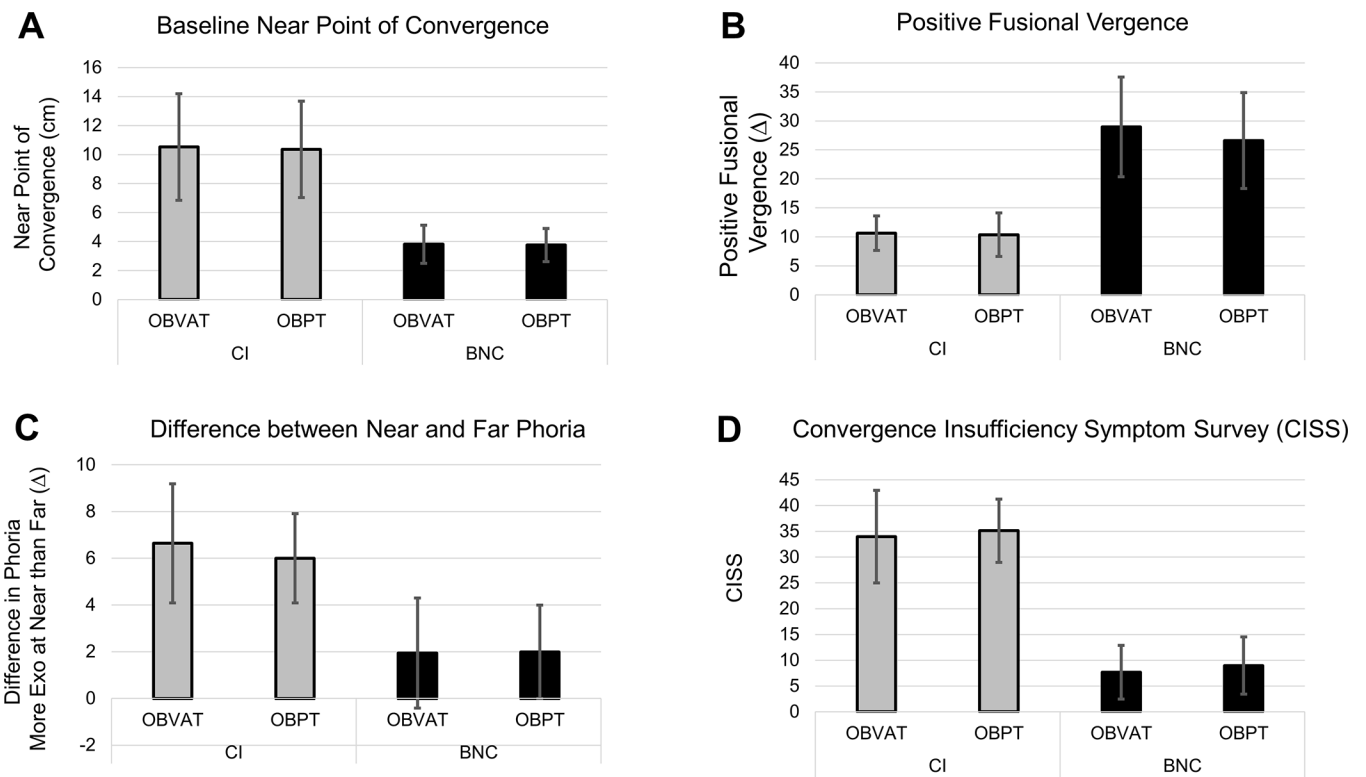 A
Baseline Near Point of Convergence
Near Point of
Convergence (cm)
16
14
12
10
8
6
4
2
0
OBVAT OBPT OBVAT OBPT
CI BNC
B
Positive Fusional Vergence
Positive Fusional
Vergence (Δ)
40
35
30
25
20
15
10
5
0
OBVAT OBPT OBVAT OBPT
CI BNC
C
Difference between Near and Far Phoria
Difference in Phoria
More Exo at Near than Far (Δ)
10
8
6
4
2
0
-2
OBVAT OBPT OBVAT OBPT
CI BNC
D
Convergence Insufficiency Symptom Survey (CISS)
CISS
45
40
35
30
25
20
15
10
5
0
OBVAT OBPT OBVAT OBPT
CI BNC